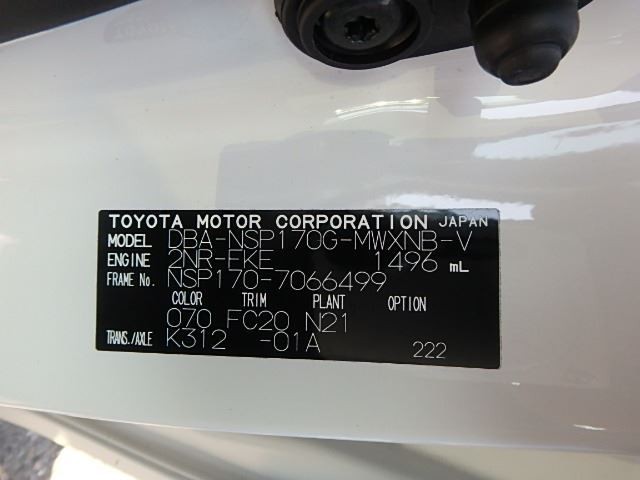 TOYOTA MOTOR CORPORATION JAPAN
MODEL DBA-NSP170G-MWXNB-V
ENGINE 2NR-FKE 1496 mL
FRAME No. NSP170-7066499
COLOR TRIM PLANT OPTION
070 FC20 N21
TRANS./AXLE K312 -01A 222